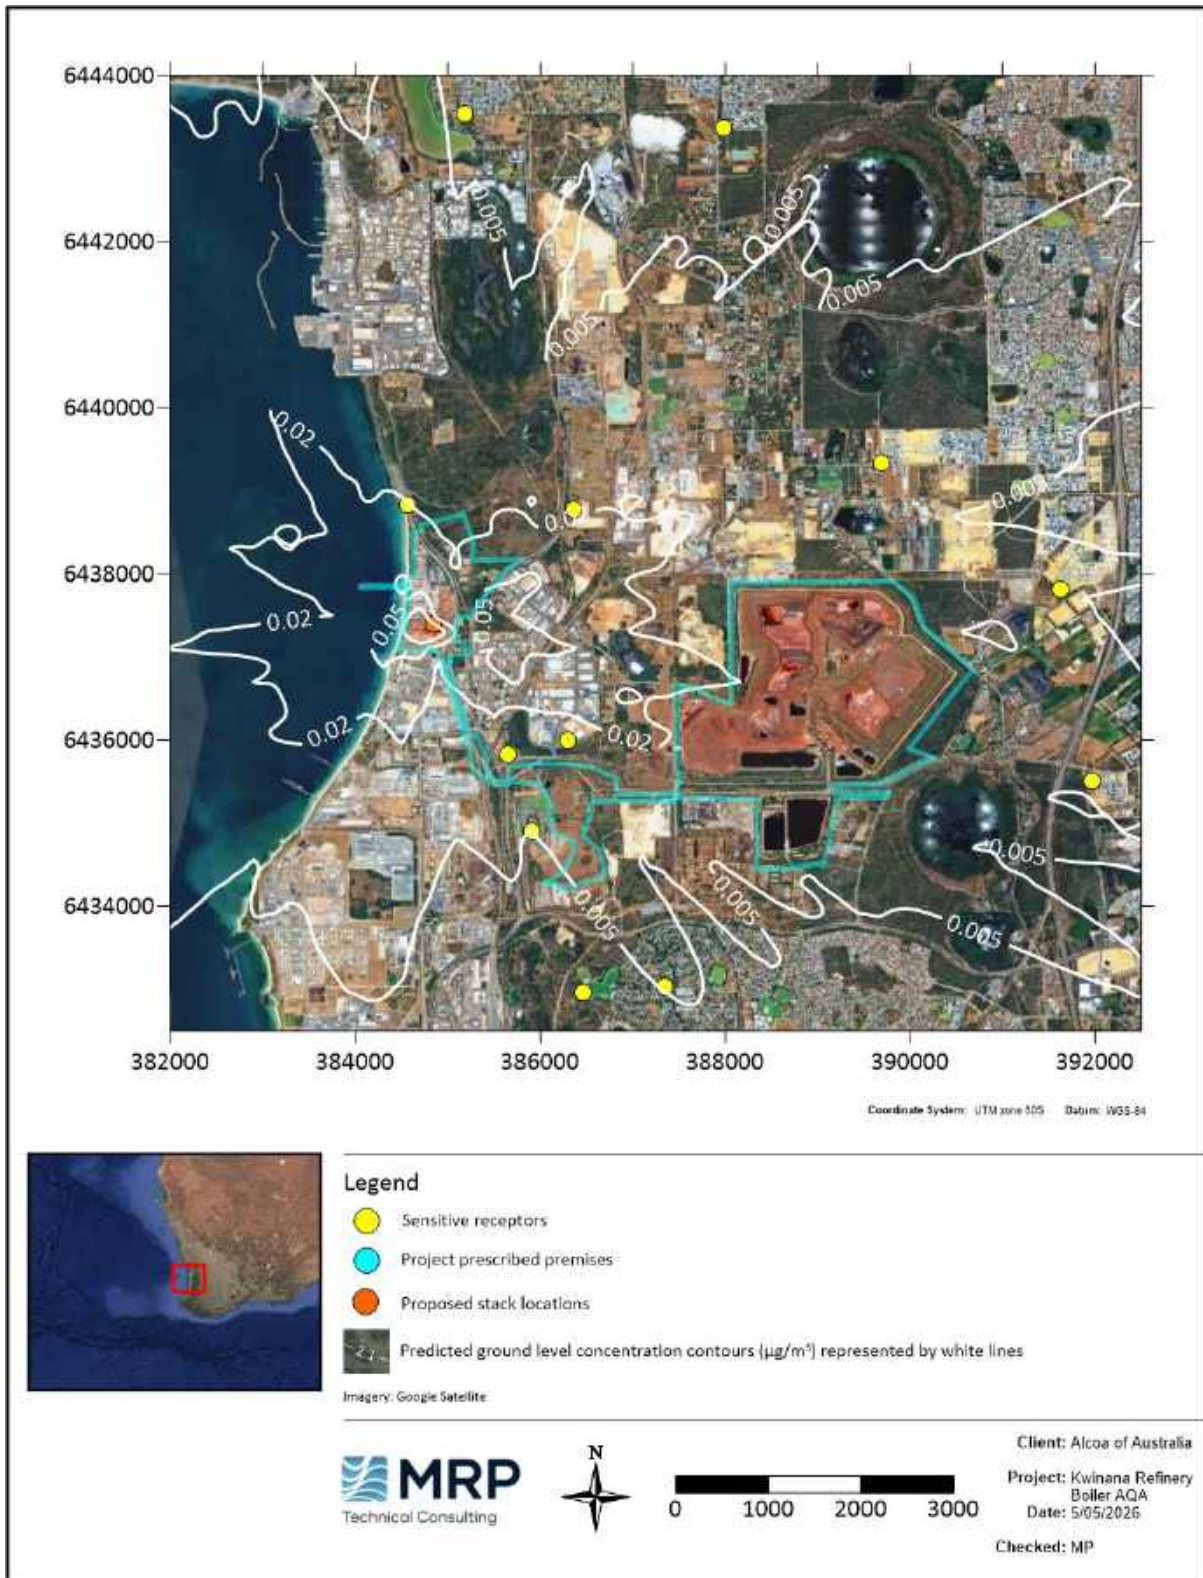 6444000
0.005
0.005
6442000
0.005
0.005
6440000
0.02
0.005
0.0
6438000
0.02
0.05
0.05
6436000
0.02
0.02
0.005
6434000
0.005
0.005
0.005
382000 384000 386000 388000 390000 392000
Coordinate System: UTM zone 50S Datum: WGS-84
Legend
Sensitive receptors
Project prescribed premises
Proposed stack locations
Predicted ground level concentration contours (µg/m³) represented by white lines
Imagery: Google Satellite
MRP
Technical Consulting
N
0 1000 2000 3000
Client: Alcoa of Australia
Project: Kwinana Refinery
Boiler AQA
Date: 5/05/2026
Checked: MP